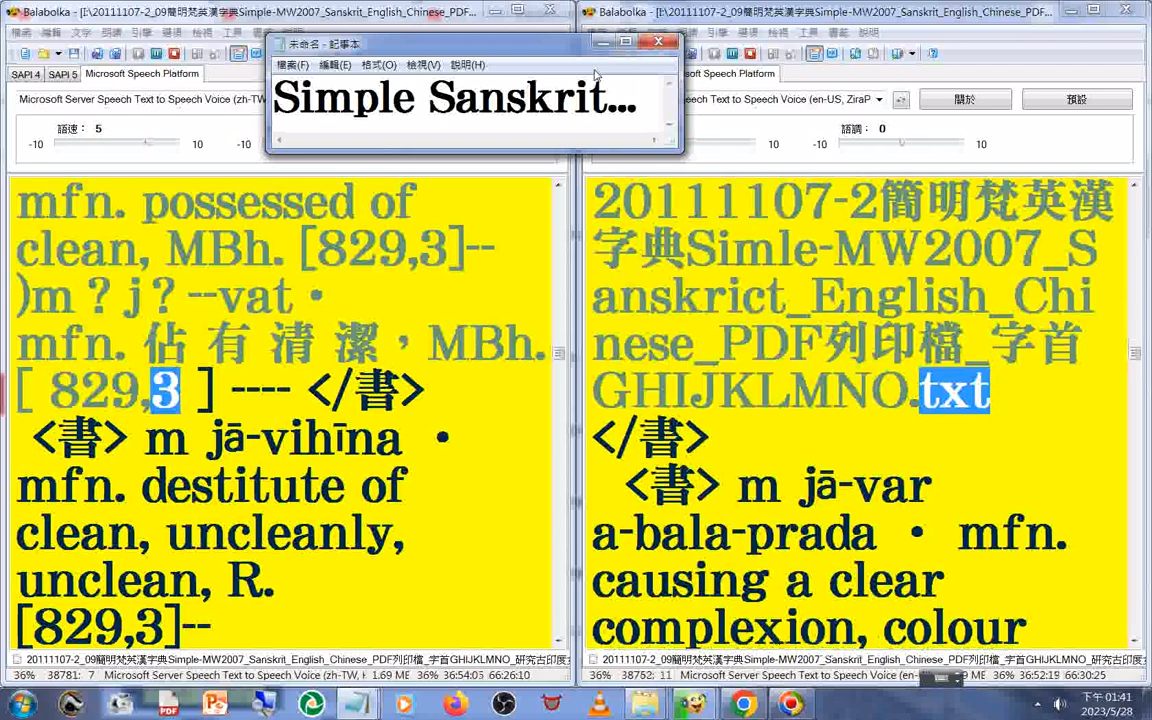 Balabolka - [I:\20111107-2_09簡明梵英漢字典Simple-MW2007_Sanskrit_English_Chinese_PDF...
Balabolka - [I:\20111107-2_09簡明梵英漢字典Simple-MW2007_Sanskrit_English_Chinese_PDF...
未命名 - 記事本
檔案(F) 編輯(E) 格式(O) 檢視(V) 說明(H)
Simple Sanskrit...
SAPI 4 SAPI 5 Microsoft Speech Platform
Speech Platform
Microsoft Server Speech Text to Speech Voice (zh-TW
eech Text to Speech Voice (en-US, ZiraP
關於
預設
語速： 5
-10 10 -10
語調： 0
10 -10 10
mfn. possessed of
clean, MBh. [829,3]--
)m？j？--vat •
mfn. 佔 有 清 潔，MBh.
[ 829,3 ] ---- </書>
<書> m jā-vihīna •
mfn. destitute of
clean, uncleanly,
unclean, R.
[829,3]--
20111107-2簡明梵英漢
字典Simle-MW2007_S
anskrict_English_Chi
nese_PDF列印檔_字首
GHIJKLMNO.txt
</書>
<書> m jā-var
a-bala-prada • mfn.
causing a clear
complexion, colour
20111107-2_09簡明梵英漢字典Simple-MW2007_Sanskrit_English_Chinese_PDF列印檔_字首GHIJKLMNO_研究古印度
20111107-2_09簡明梵英漢字典Simple-MW2007_Sanskrit_English_Chinese_PDF列印檔_字首GHIJKLMNO_研究古印度
36% 38781: 7 Microsoft Server Speech Text to Speech Voice (zh-TW, 1.69 ME 36% 36:54:05 66:26:10
36% 38752: 11 Microsoft Server Speech Text to Speech Voice 36% 36:52:19 66:30:25
下午 01:41
2023/5/28